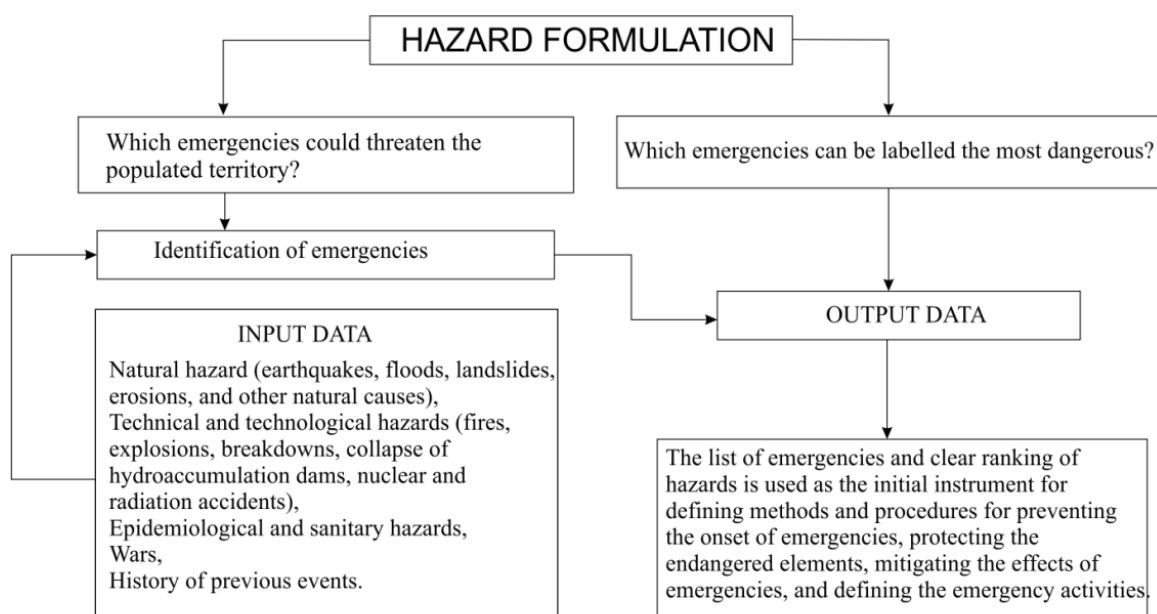 HAZARD FORMULATION
Which emergencies could threaten the
populated territory?
Which emergencies can be labelled the most dangerous?
Identification of emergencies
INPUT DATA
Natural hazard (earthquakes, floods, landslides,
erosions, and other natural causes),
Technical and technological hazards (fires,
explosions, breakdowns, collapse of
hydroaccumulation dams, nuclear and
radiation accidents),
Epidemiological and sanitary hazards,
Wars,
History of previous events.
OUTPUT DATA
The list of emergencies and clear ranking of
hazards is used as the initial instrument for
defining methods and procedures for preventing
the onset of emergencies, protecting the
endangered elements, mitigating the effects of
emergencies, and defining the emergency activities.